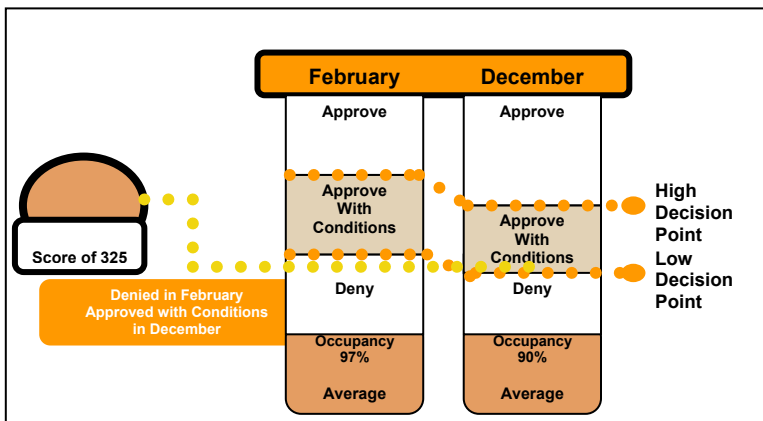 February
December
Approve
Approve
Approve
With
Conditions
Approve
With
Conditions
High
Decision
Point
Score of 325
Low
Decision
Point
Denied in February
Approved with Conditions
in December
Deny
Deny
Occupancy
97%
Occupancy
90%
Average
Average